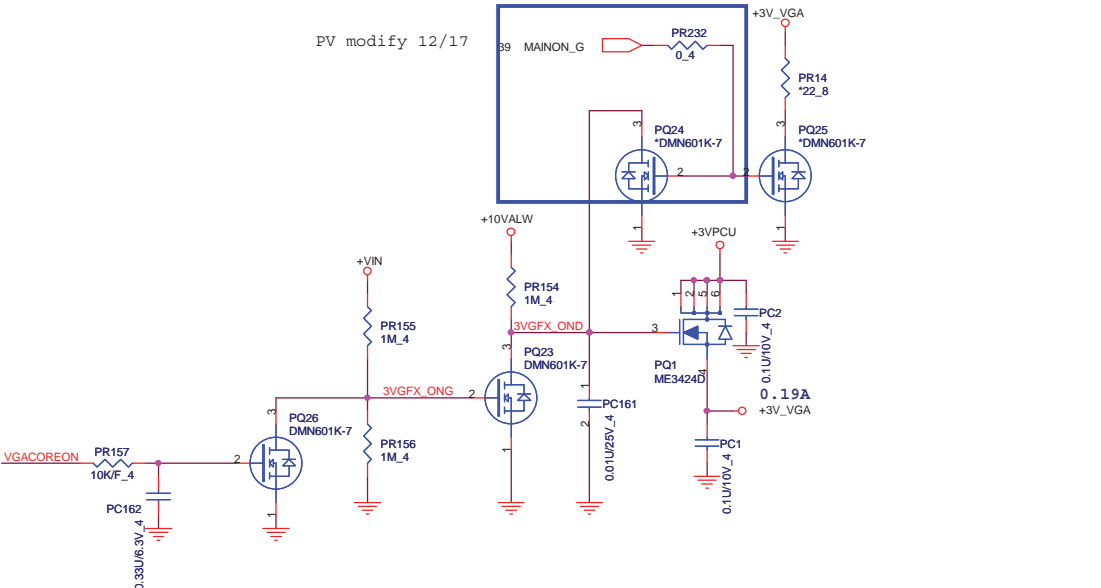 +3V_VGA
PV modify 12/17
39 MAINON_G
PR232
0_4
PR14
*22_8
3
PQ24
*DMN601K-7
3
PQ25
*DMN601K-7
2
2
1
1
+10VALW
+3VPCU
+VIN
PR154
1M_4
1
2
5
6
PC2
0.1U/10V_4
PR155
1M_4
3VGFX_OND
3
3
PQ23
DMN601K-7
PQ1
ME3424D
4
3VGFX_ONG
2
1
PC161
2
0.01U/25V_4
0.19A
+3V_VGA
3
PQ26
DMN601K-7
PR156
1M_4
1
PC1
0.1U/10V_4
VGACOREON
PR157
10K/F_4
2
1
PC162
0.33U/6.3V_4